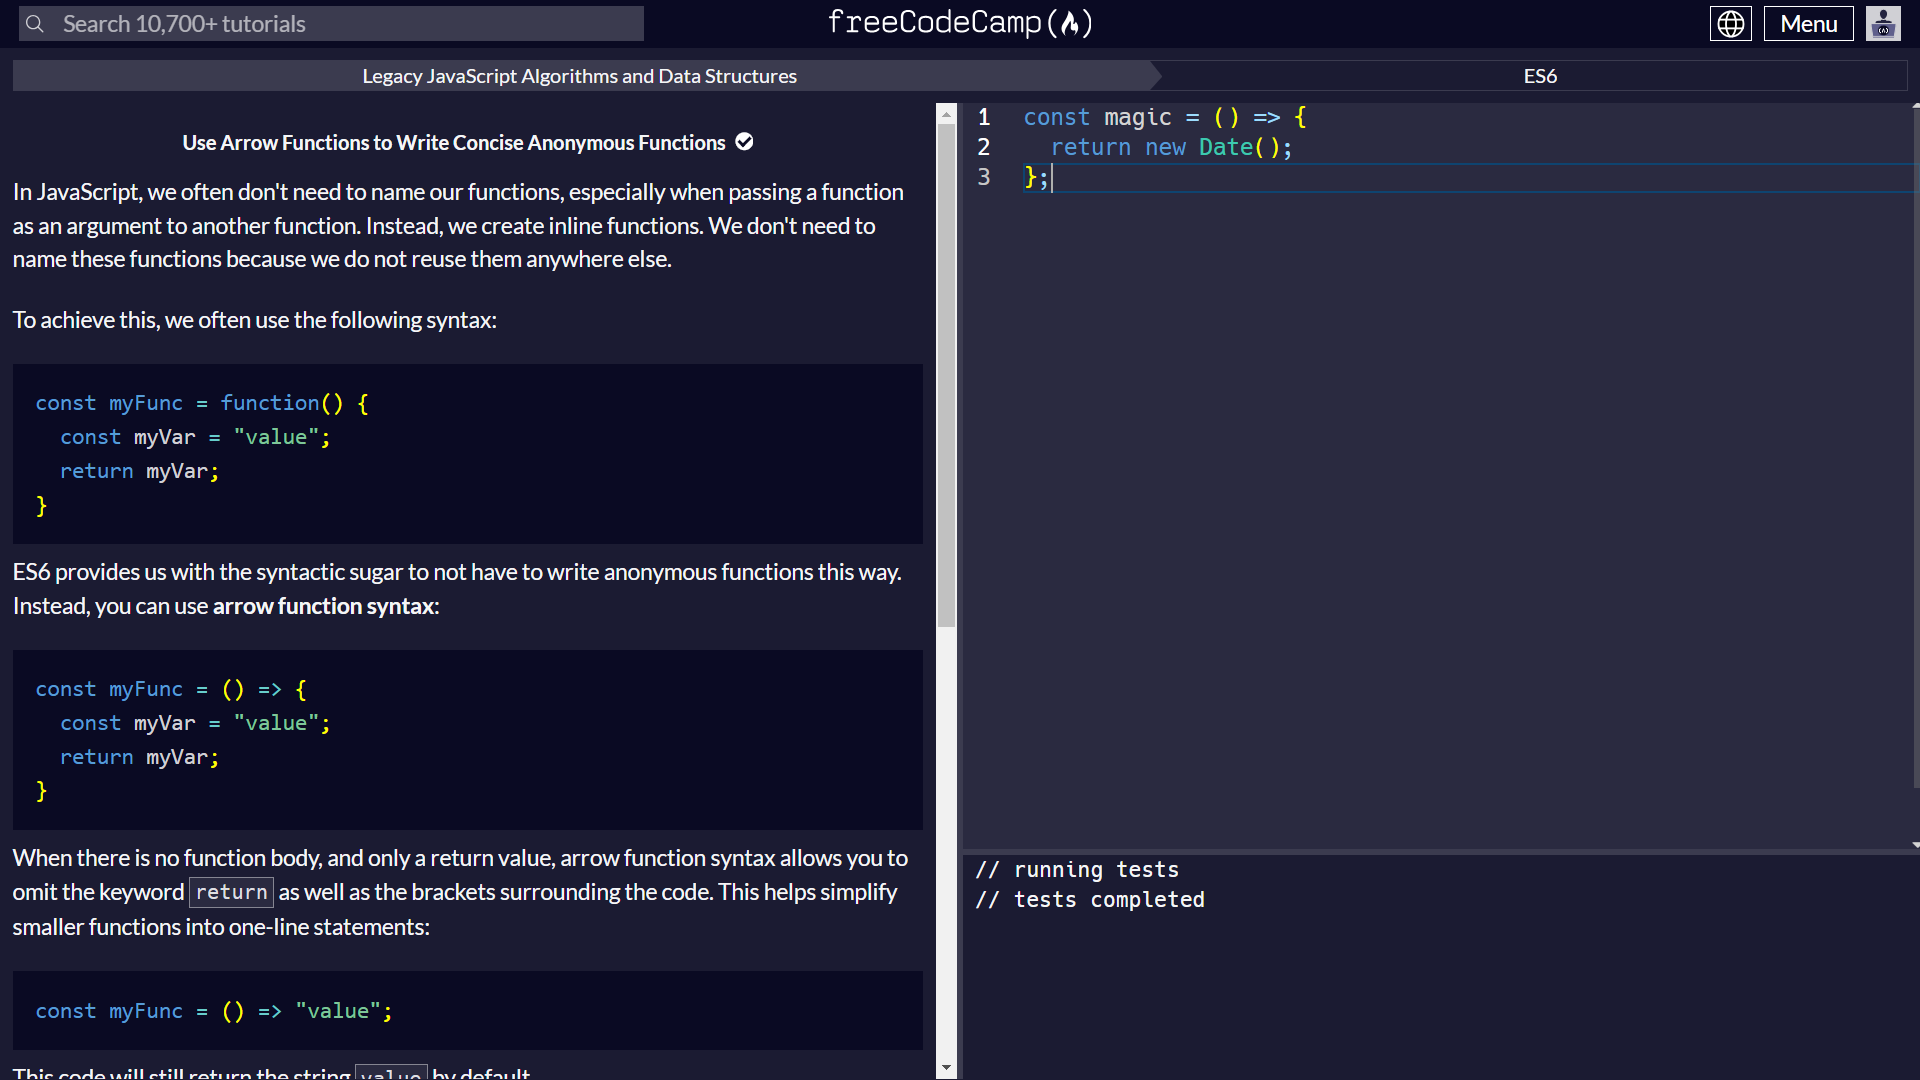 Search 10,700+ tutorials
freeCodeCamp
Menu
Legacy JavaScript Algorithms and Data Structures
ES6
Use Arrow Functions to Write Concise Anonymous Functions
In JavaScript, we often don't need to name our functions, especially when passing a function
as an argument to another function. Instead, we create inline functions. We don't need to
name these functions because we do not reuse them anywhere else.
To achieve this, we often use the following syntax:
const myFunc = function() {
  const myVar = "value";
  return myVar;
}
ES6 provides us with the syntactic sugar to not have to write anonymous functions this way.
Instead, you can use arrow function syntax:
const myFunc = () => {
  const myVar = "value";
  return myVar;
}
When there is no function body, and only a return value, arrow function syntax allows you to
omit the keyword return as well as the brackets surrounding the code. This helps simplify
smaller functions into one-line statements:
const myFunc = () => "value";
This code will still return the string value by default.
1 const magic = () => {
2   return new Date();
3 };
// running tests
// tests completed